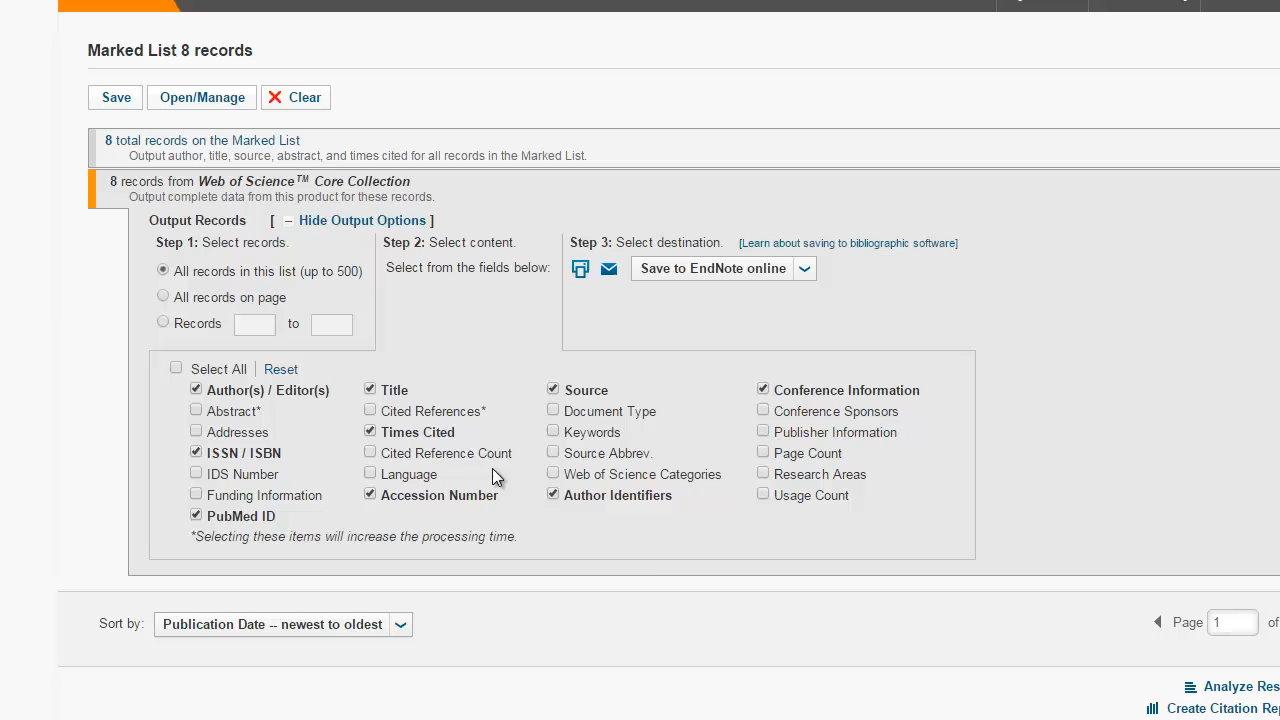 Marked List 8 records
Save
Open/Manage
Clear
8 total records on the Marked List
Output author, title, source, abstract, and times cited for all records in the Marked List.
8 records from Web of Science™ Core Collection
Output complete data from this product for these records.
Output Records [ – Hide Output Options ]
Step 1: Select records.
Step 2: Select content.
Step 3: Select destination. [Learn about saving to bibliographic software]
All records in this list (up to 500)
Select from the fields below:
Save to EndNote online
All records on page
Records to
Select All | Reset
Author(s) / Editor(s) Title Source Conference Information
Abstract* Cited References* Document Type Conference Sponsors
Addresses Times Cited Keywords Publisher Information
ISSN / ISBN Cited Reference Count Source Abbrev. Page Count
IDS Number Language Web of Science Categories Research Areas
Funding Information Accession Number Author Identifiers Usage Count
PubMed ID
*Selecting these items will increase the processing time.
Sort by: Publication Date -- newest to oldest
Page 1 of
Analyze Res
Create Citation Rep